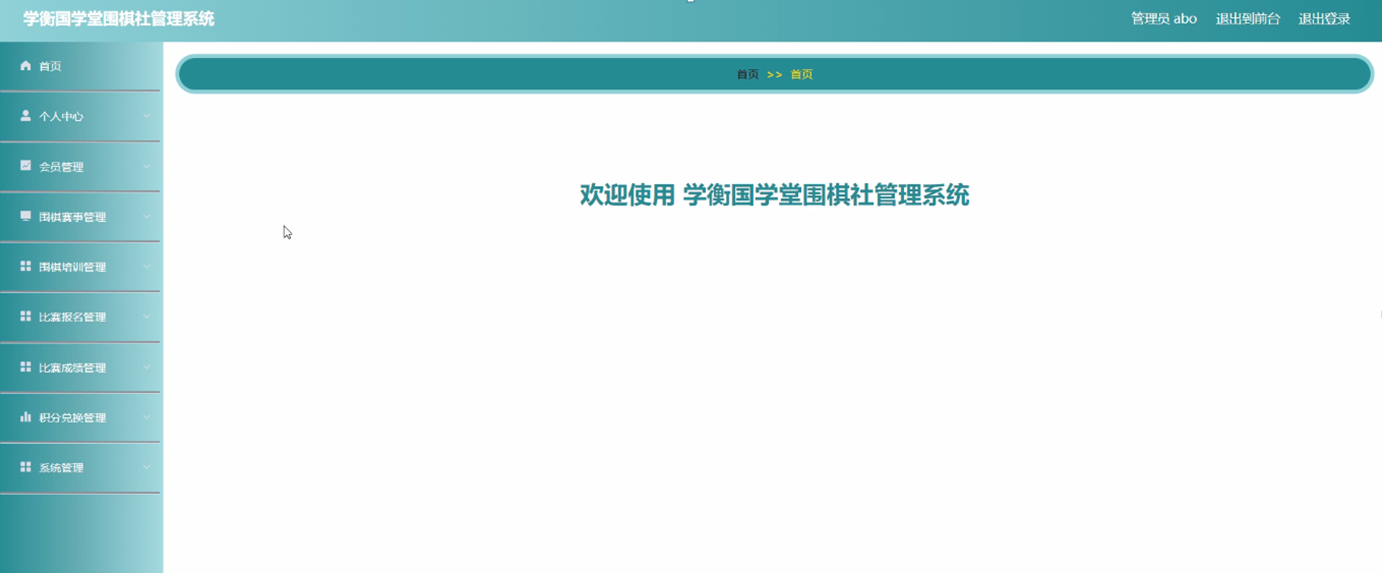 学衡国学堂围棋社管理系统
管理员 abo 退出到前台 退出登录
首页
个人中心
会员管理
围棋赛事管理
围棋培训管理
比赛报名管理
比赛成绩管理
积分兑换管理
系统管理
首页 >> 首页
欢迎使用 学衡国学堂围棋社管理系统